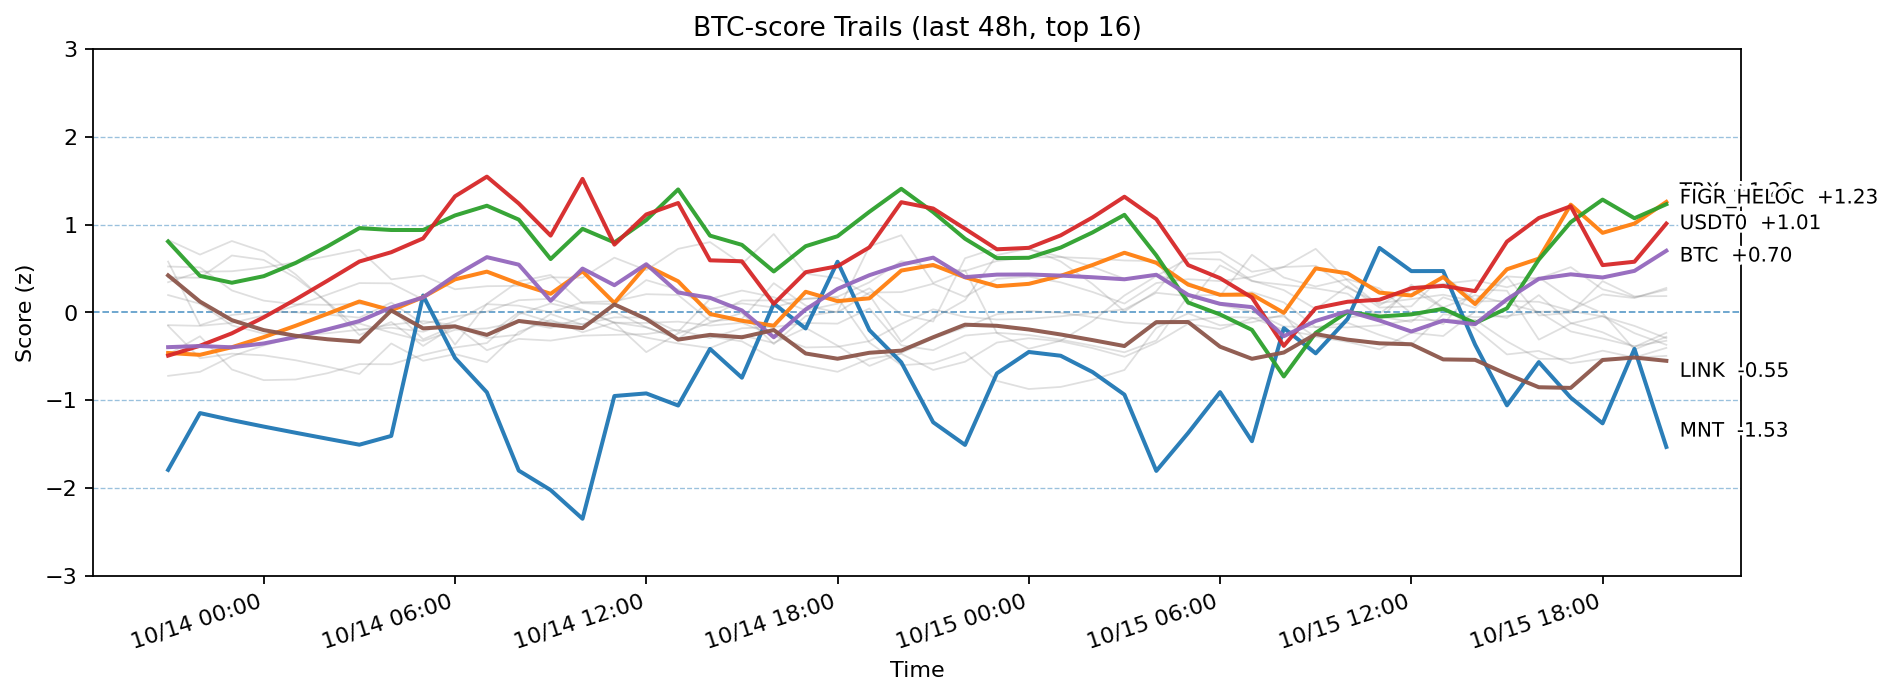 BTC-score Trails (last 48h, top 16)
3
2
1
0
−1
−2
−3
Score (z)
FIGR_HELOC +1.23
USDT0 +1.01
BTC +0.70
LINK -0.55
MNT -1.53
10/14 00:00
10/14 06:00
10/14 12:00
10/14 18:00
10/15 00:00
10/15 06:00
10/15 12:00
10/15 18:00
Time